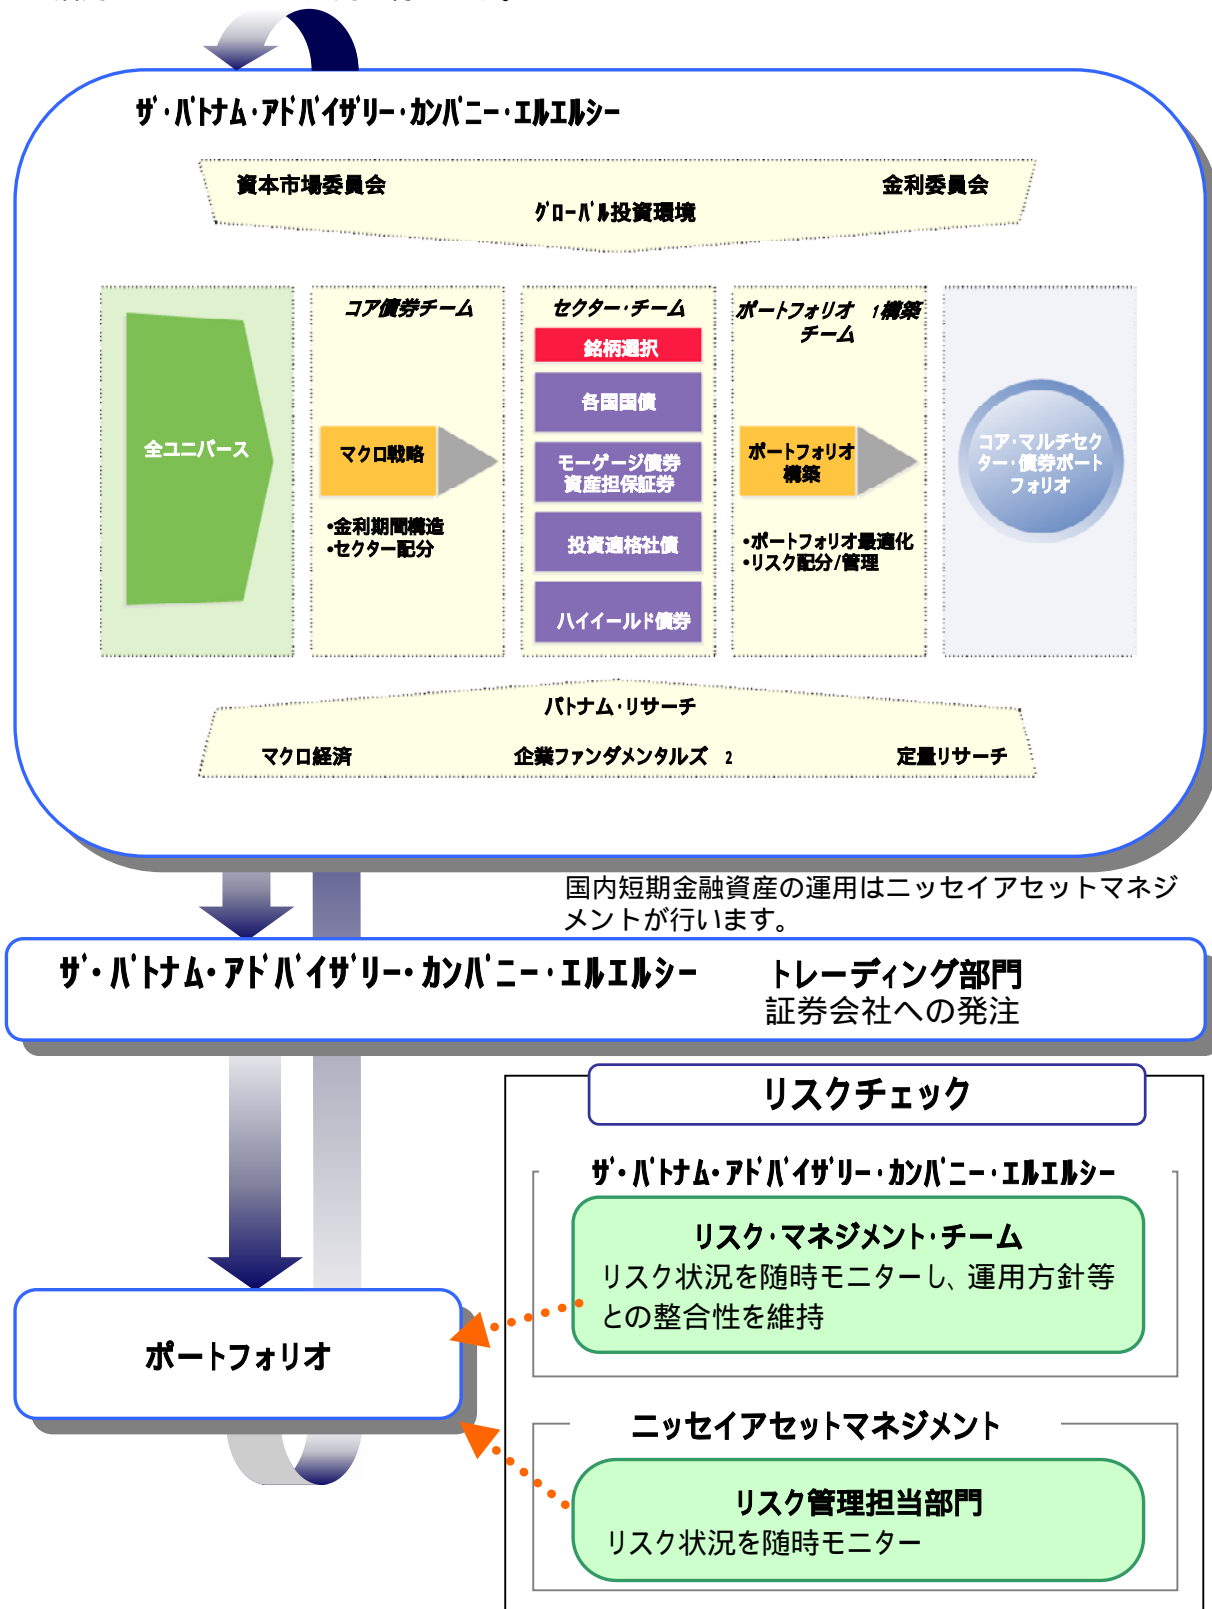 ザ・パトナム・アドバイザリー・カンパニー・エルエルシー
資本市場委員会
金利委員会
グローバル投資環境
コア債券チーム
セクター・チーム
ポートフォリオ 1構築
チーム
銘柄選択
各国国債
全ユニバース
マクロ戦略
モーゲージ債券
資産担保証券
ポートフォリオ
構築
コア・マルチセク
ター・債券ポート
フォリオ
・金利期間構造
・セクター配分
投資適格社債
・ポートフォリオ最適化
・リスク配分/管理
ハイイールド債券
パトナム・リサーチ
マクロ経済
企業ファンダメンタルズ 2
定量リサーチ
国内短期金融資産の運用はニッセイアセットマネジ
メントが行います。
ザ・パトナム・アドバイザリー・カンパニー・エルエルシー トレーディング部門
証券会社への発注
リスクチェック
ザ・パトナム・アドバイザリー・カンパニー・エルエルシー
リスク・マネジメント・チーム
リスク状況を随時モニターし、運用方針等
との整合性を維持
ポートフォリオ
ニッセイアセットマネジメント
リスク管理担当部門
リスク状況を随時モニター